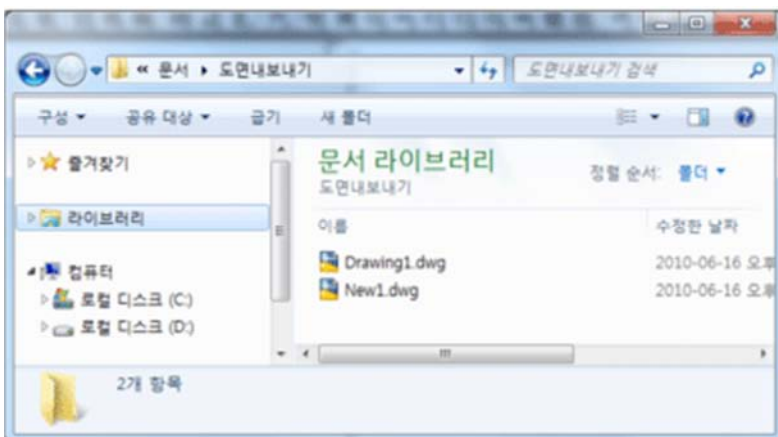 « 문서 ▸ 도면내보내기
도면내보내기 검색
구성 공유 대상 굽기 새 폴더
즐겨찾기
라이브러리
컴퓨터
로컬 디스크 (C:)
로컬 디스크 (D:)
문서 라이브러리
도면내보내기
정렬 순서: 폴더
이름 수정한 날짜
Drawing1.dwg 2010-06-16 오후
New1.dwg 2010-06-16 오후
2개 항목